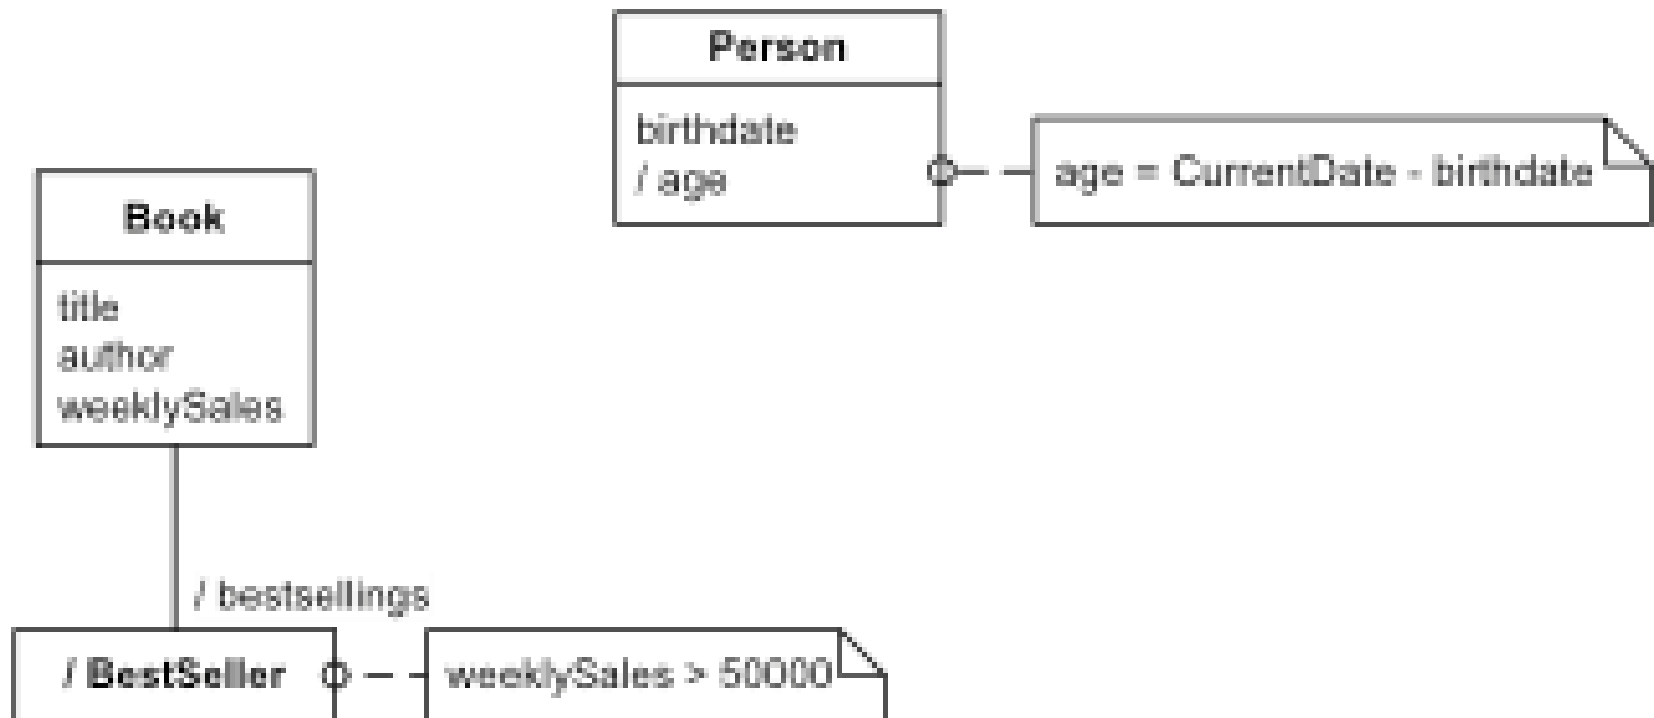 Person
birthdate
/ age
age = CurrentDate - birthdate
Book
title
author
weeklySales
/ bestsellings
/ BestSeller
weeklySales > 50000